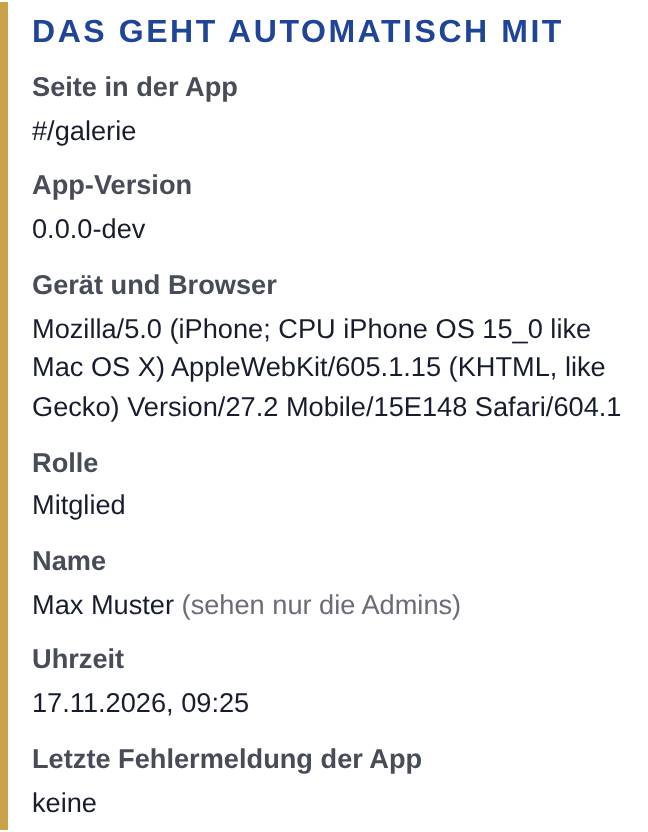 DAS GEHT AUTOMATISCH MIT
Seite in der App
#/galerie
App-Version
0.0.0-dev
Gerät und Browser
Mozilla/5.0 (iPhone; CPU iPhone OS 15_0 like
Mac OS X) AppleWebKit/605.1.15 (KHTML, like
Gecko) Version/27.2 Mobile/15E148 Safari/604.1
Rolle
Mitglied
Name
Max Muster (sehen nur die Admins)
Uhrzeit
17.11.2026, 09:25
Letzte Fehlermeldung der App
keine